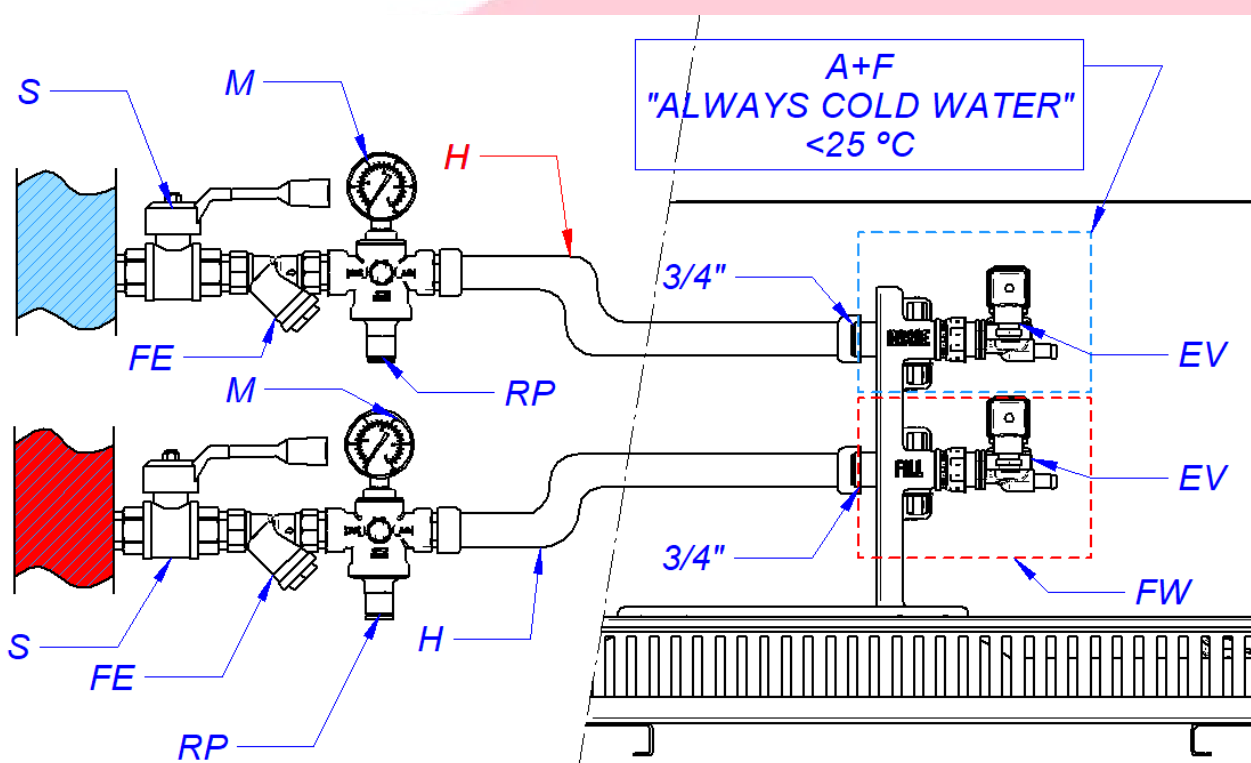 A+F
"ALWAYS COLD WATER"
<25 ºC
S
M
H
3/4"
FE
RP
EV
M
FILL
EV
3/4"
FW
S
FE
H
RP